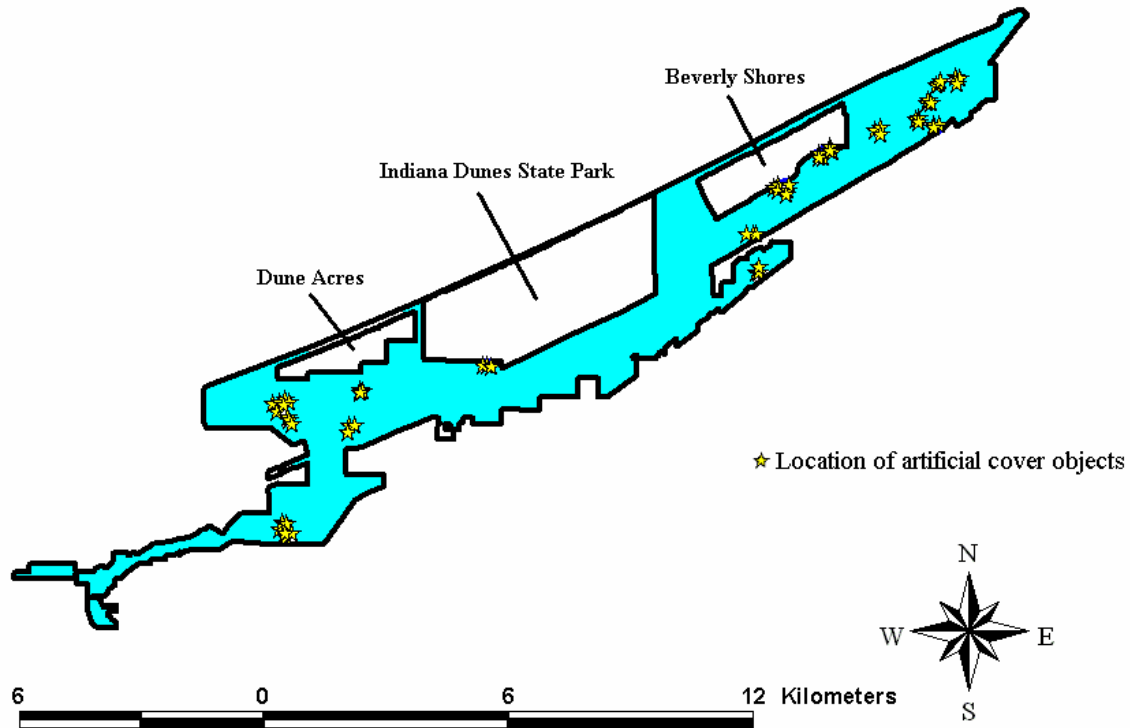 Beverly Shores
Indiana Dunes State Park
Dune Acres
Location of artificial cover objects
N
W E
S
6 0 6 12 Kilometers